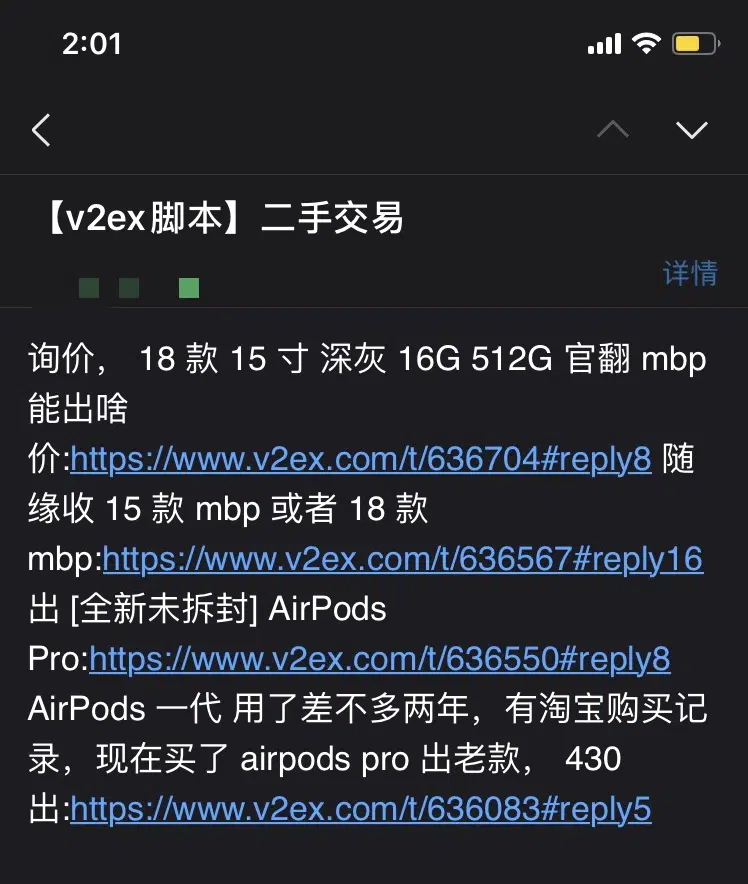 2:01
【v2ex脚本】二手交易
详情
询价， 18 款 15 寸 深灰 16G 512G 官翻 mbp
能出啥
价:https://www.v2ex.com/t/636704#reply8 随
缘收 15 款 mbp 或者 18 款
mbp:https://www.v2ex.com/t/636567#reply16
出 [全新未拆封] AirPods
Pro:https://www.v2ex.com/t/636550#reply8
AirPods 一代 用了差不多两年，有淘宝购买记
录，现在买了 airpods pro 出老款， 430
出:https://www.v2ex.com/t/636083#reply5